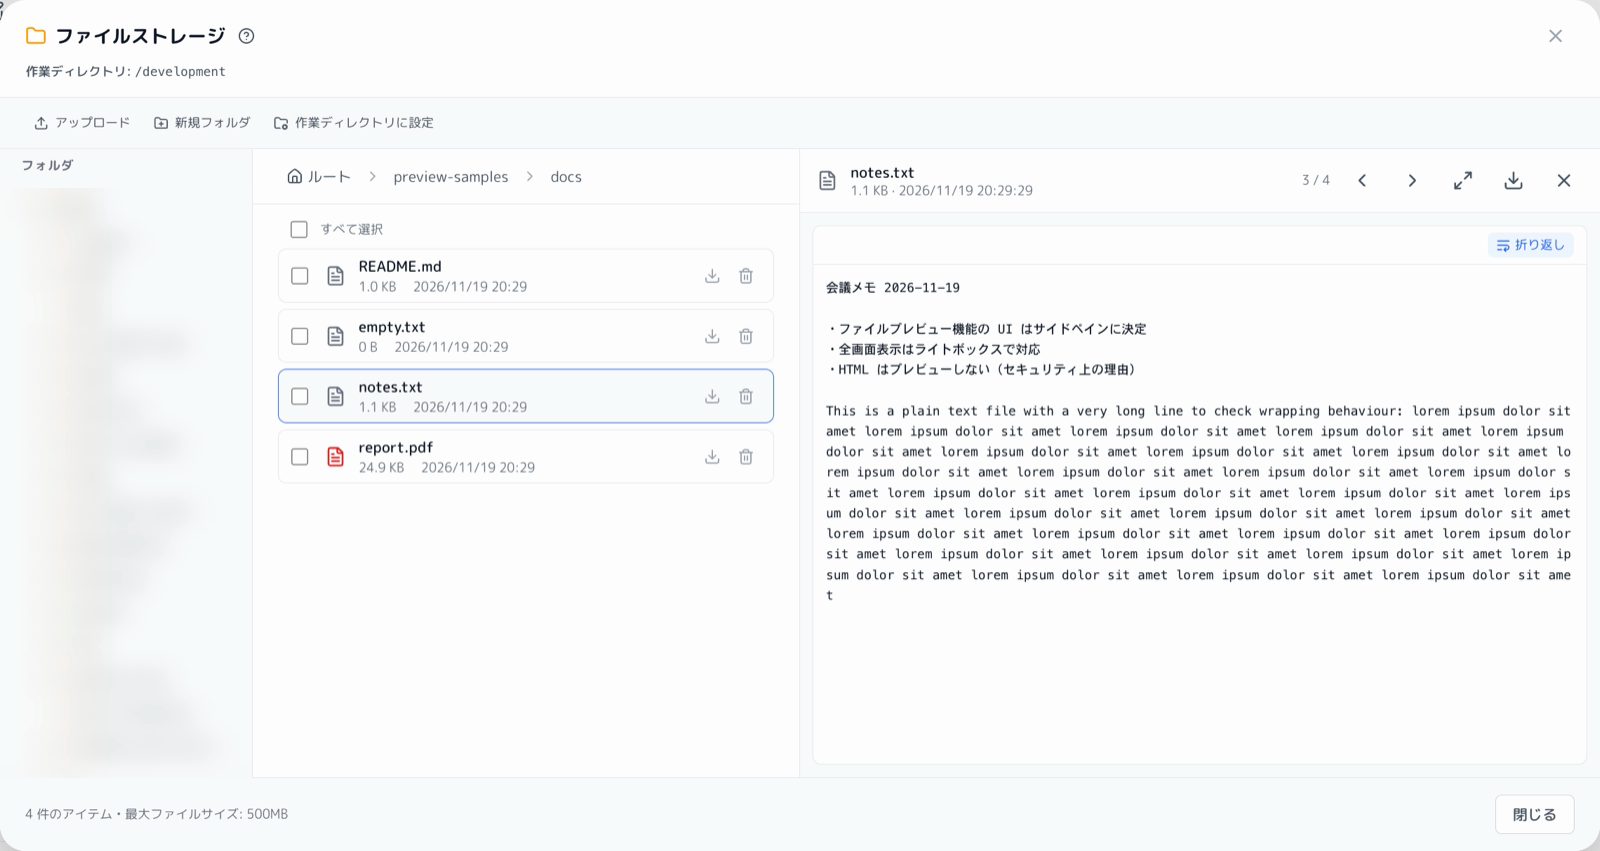 ファイルストレージ
作業ディレクトリ: /development
アップロード
新規フォルダ
作業ディレクトリに設定
フォルダ
ルート
preview-samples
docs
すべて選択
README.md
1.0 KB 2026/11/19 20:29
empty.txt
0 B 2026/11/19 20:29
notes.txt
1.1 KB 2026/11/19 20:29
report.pdf
24.9 KB 2026/11/19 20:29
notes.txt
1.1 KB · 2026/11/19 20:29:29
3 / 4
折り返し
会議メモ 2026-11-19
・ファイルプレビュー機能の UI はサイドペインに決定
・全画面表示はライトボックスで対応
・HTML はプレビューしない（セキュリティ上の理由）
This is a plain text file with a very long line to check wrapping behaviour: lorem ipsum dolor sit
amet lorem ipsum dolor sit amet lorem ipsum dolor sit amet lorem ipsum dolor sit amet lorem ipsum
dolor sit amet lorem ipsum dolor sit amet lorem ipsum dolor sit amet lorem ipsum dolor sit amet lo
rem ipsum dolor sit amet lorem ipsum dolor sit amet lorem ipsum dolor sit amet lorem ipsum dolor s
it amet lorem ipsum dolor sit amet lorem ipsum dolor sit amet lorem ipsum dolor sit amet lorem ips
um dolor sit amet lorem ipsum dolor sit amet lorem ipsum dolor sit amet lorem ipsum dolor sit amet
lorem ipsum dolor sit amet lorem ipsum dolor sit amet lorem ipsum dolor sit amet lorem ipsum dolor
sit amet lorem ipsum dolor sit amet lorem ipsum dolor sit amet lorem ipsum dolor sit amet lorem ip
sum dolor sit amet lorem ipsum dolor sit amet lorem ipsum dolor sit amet lorem ipsum dolor sit ame
t
4 件のアイテム・最大ファイルサイズ: 500MB
閉じる